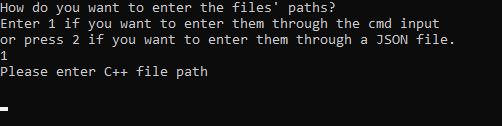 How do you want to enter the files' paths?
Enter 1 if you want to enter them through the cmd input
or press 2 if you want to enter them through a JSON file.
1
Please enter C++ file path